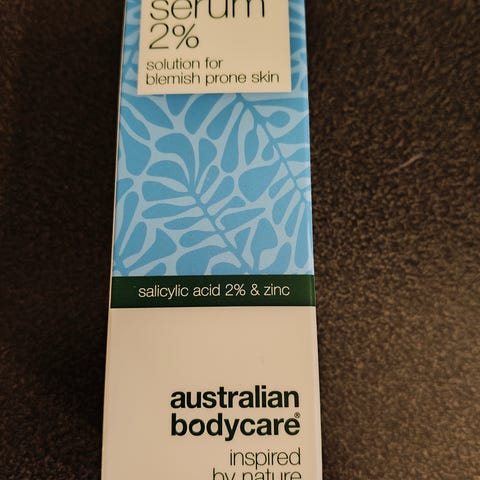 serum
2%
solution for
blemish prone skin
salicylic acid 2% & zinc
australian
bodycare®
inspired
by nature